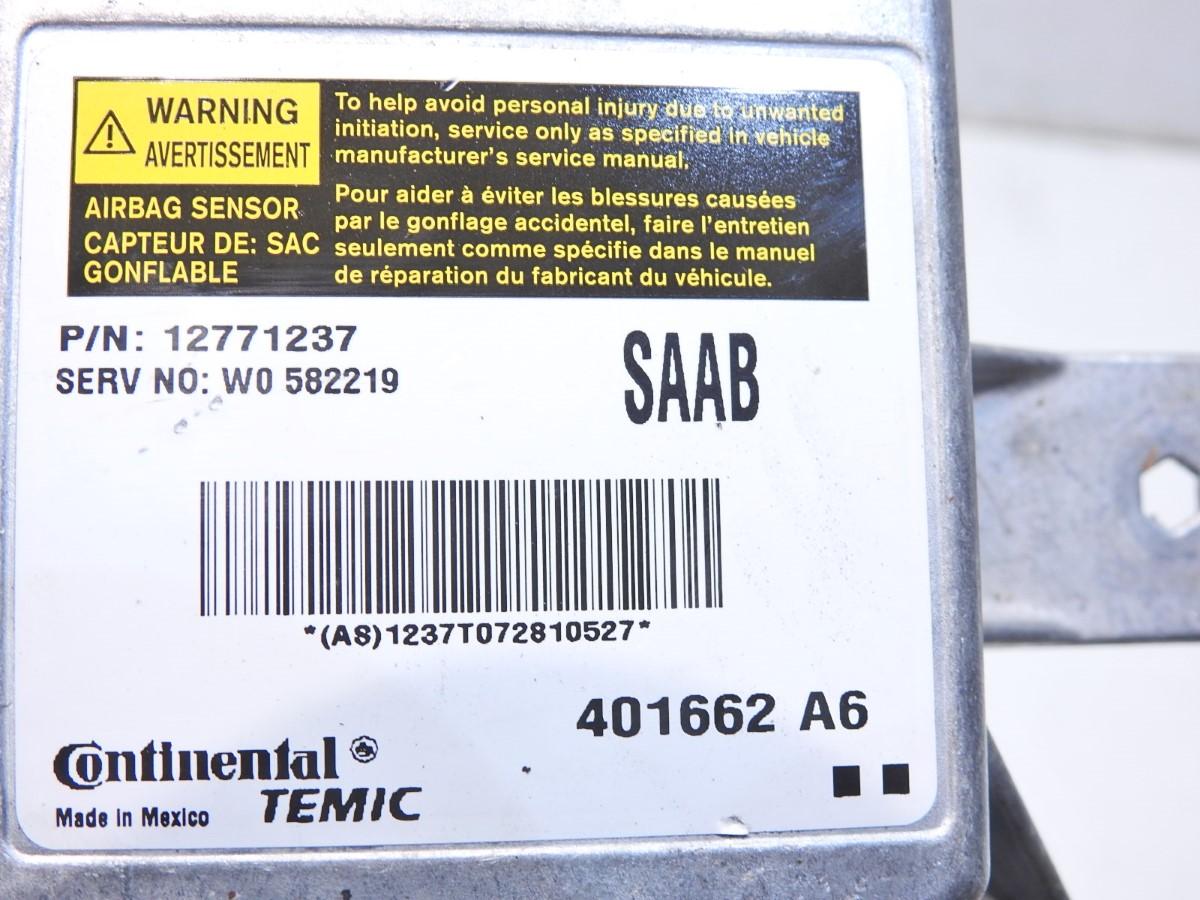 WARNING
AVERTISSEMENT
AIRBAG SENSOR
CAPTEUR DE: SAC
GONFLABLE
To help avoid personal injury due to unwanted
initiation, service only as specified in vehicle
manufacturer's service manual.
Pour aider à éviter les blessures causées
par le gonflage accidentel, faire l'entretien
seulement comme spécifie dans le manuel
de réparation du fabricant du véhicule.
P/N: 12771237
SERV NO: W0 582219
SAAB
*(A8)1237T072810527*
401662 A6
Continental
TEMIC
Made in Mexico